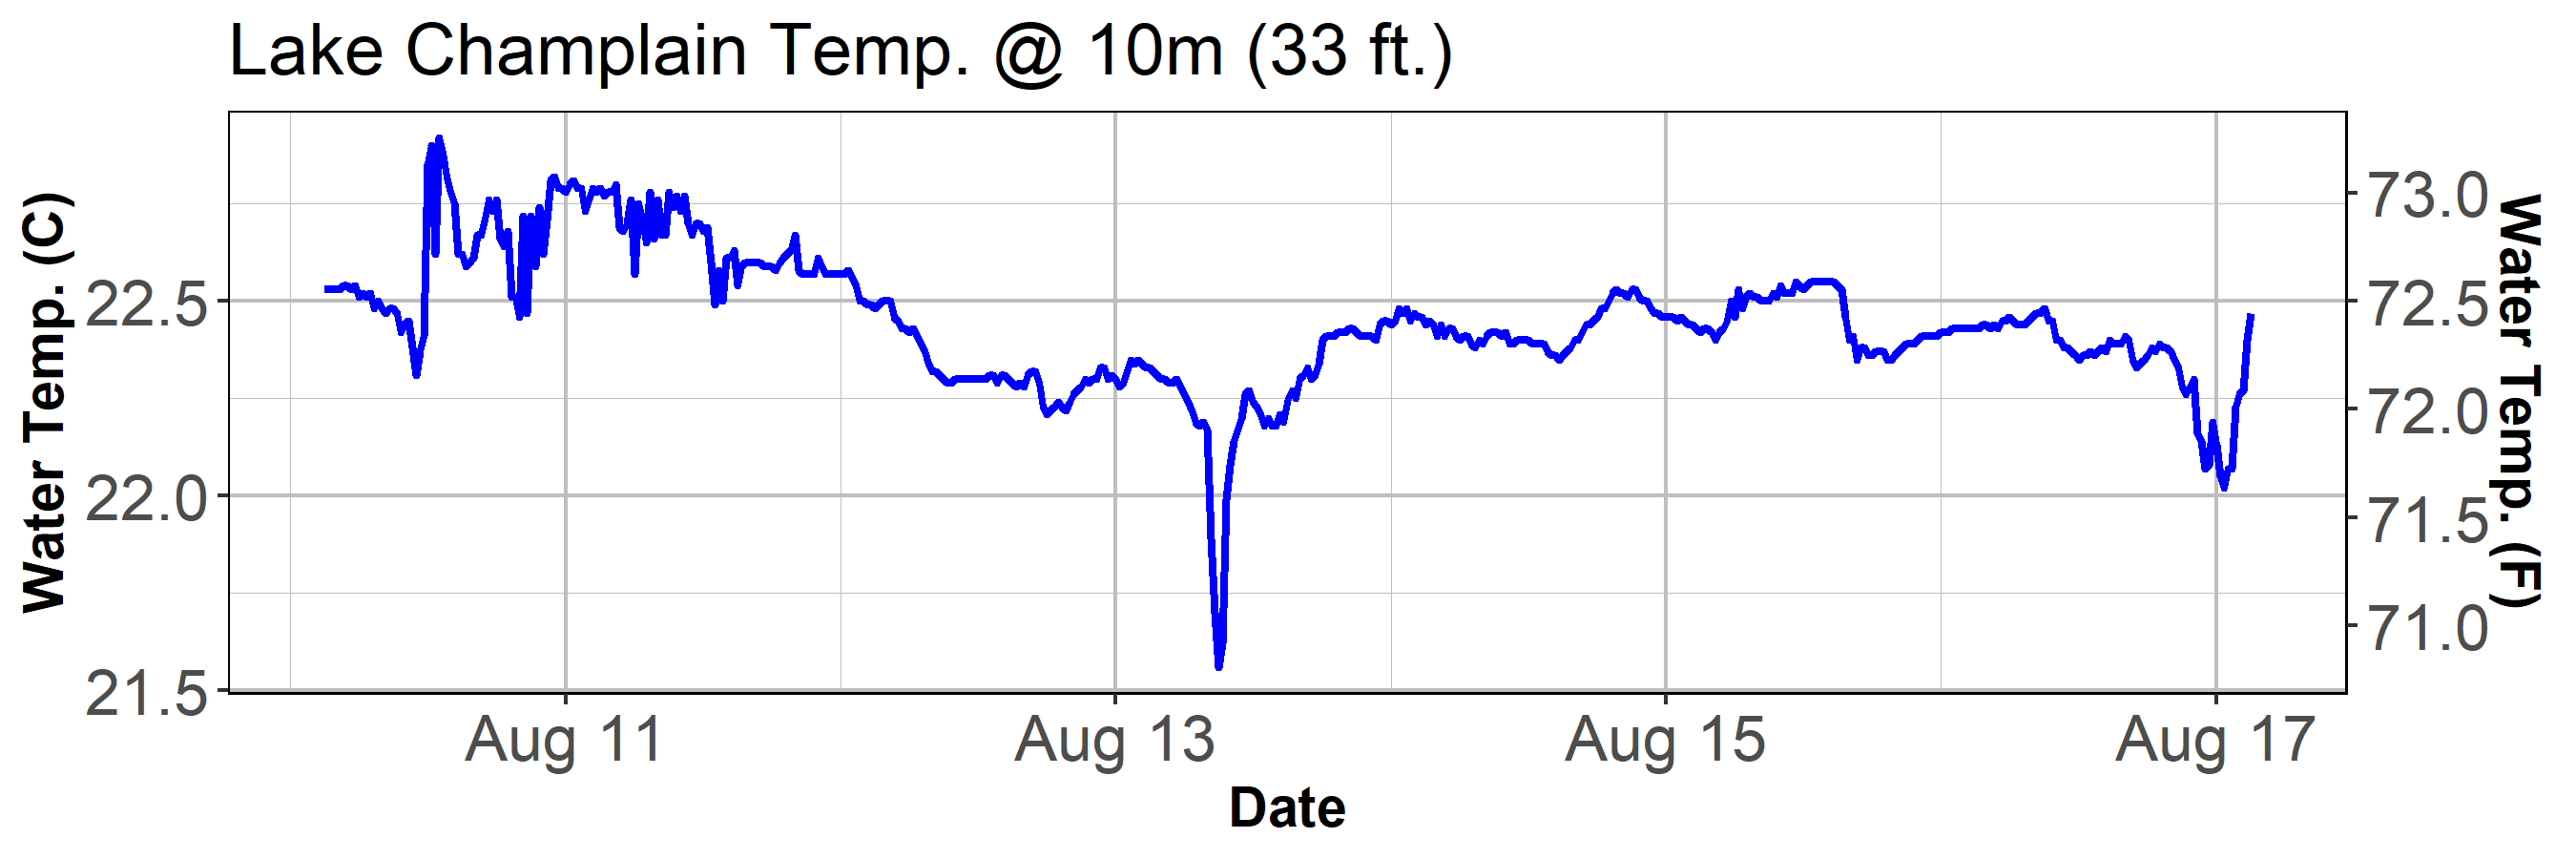 Lake Champlain Temp. @ 10m (33 ft.)
Water Temp. (C)
22.5
22.0
21.5
73.0
72.5
72.0
71.5
71.0
Water Temp. (F)
Aug 11
Aug 13
Aug 15
Aug 17
Date